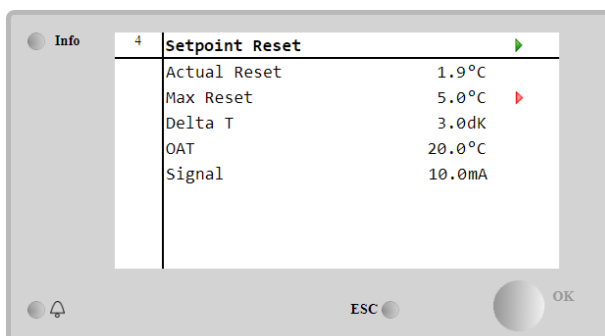 Info
4 Setpoint Reset
Actual Reset 1.9°C
Max Reset 5.0°C
Delta T 3.0dK
OAT 20.0°C
Signal 10.0mA
ESC OK